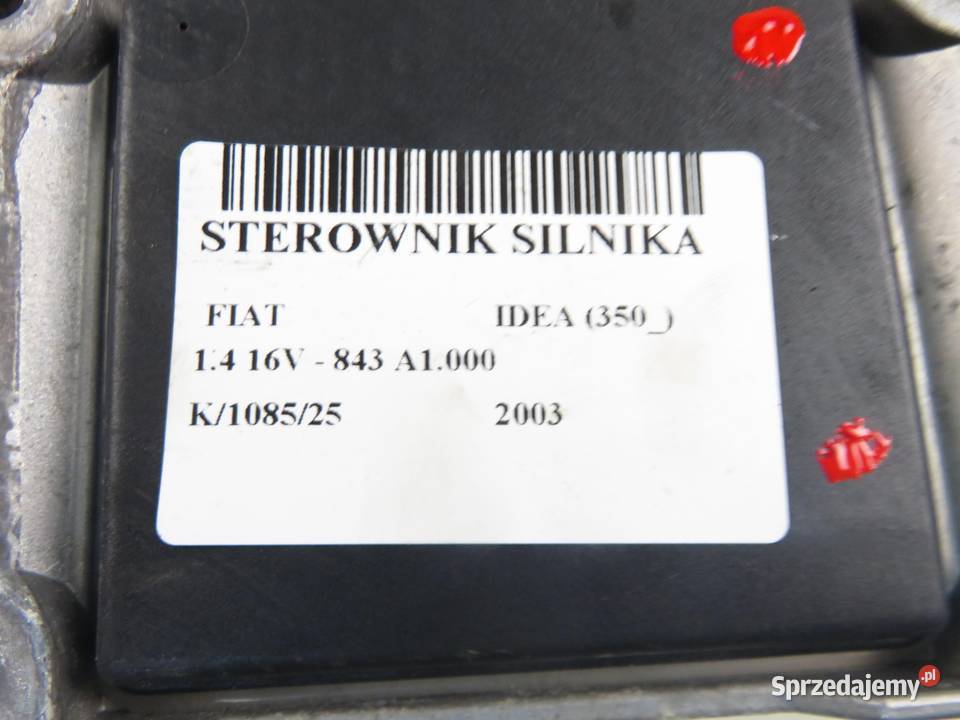 STEROWNIK SILNIKA
FIAT IDEA (350_)
1.4 16V - 843 A1.000
K/1085/25 2003
Sprzedajemy.pl